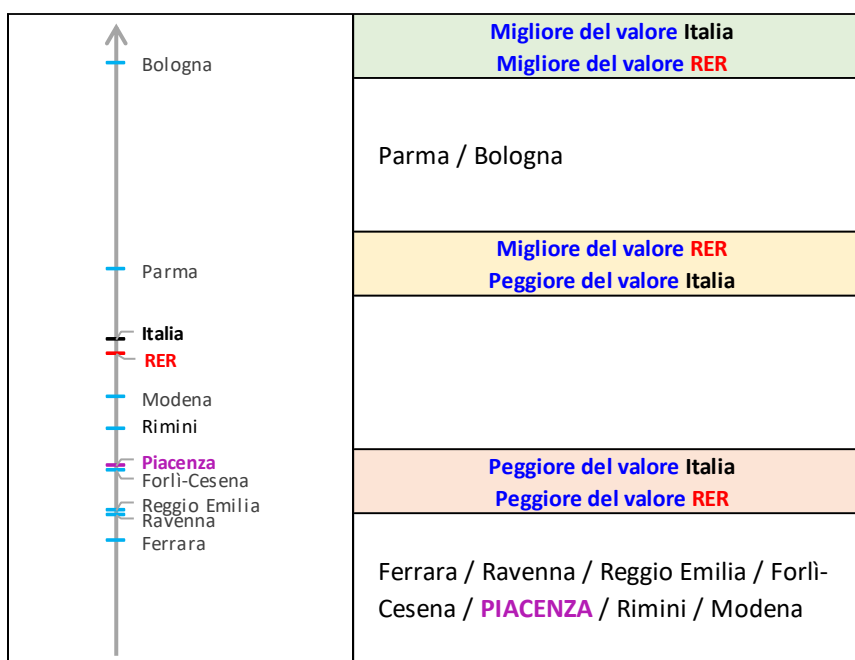 Bologna
Parma
Italia
RER
Modena
Rimini
Piacenza
Forlì-Cesena
Reggio Emilia
Ravenna
Ferrara
Migliore del valore Italia
Migliore del valore RER
Parma / Bologna
Migliore del valore RER
Peggiore del valore Italia
Peggiore del valore Italia
Peggiore del valore RER
Ferrara / Ravenna / Reggio Emilia / Forlì-
Cesena / PIACENZA / Rimini / Modena